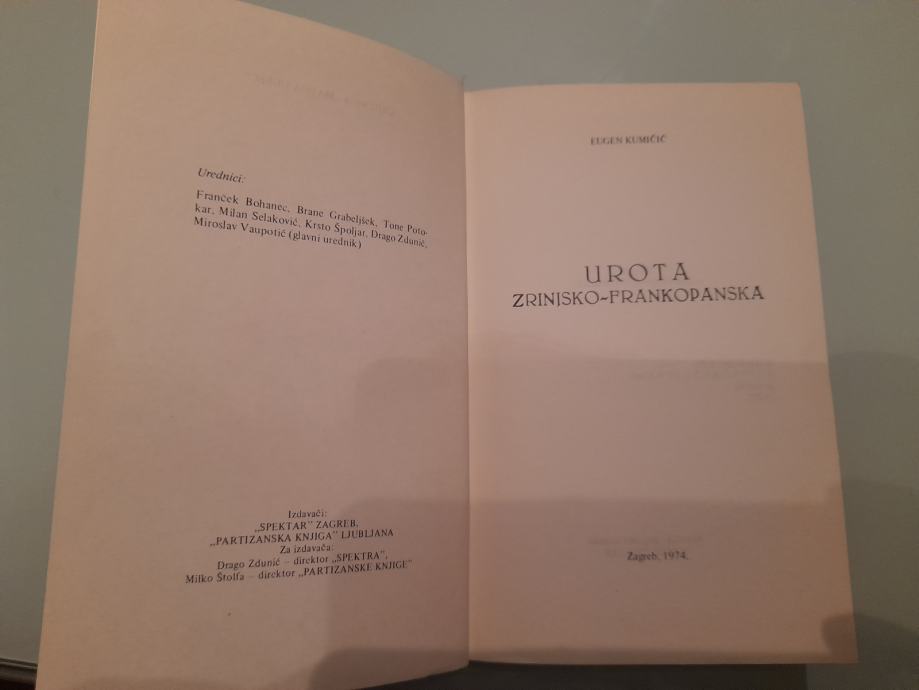 Urednici:
Franček Bohanec, Brane Grabeljšek, Tone Poto-
kar, Milan Selaković, Krsto Špoljar, Drago Zdunić,
Miroslav Vaupotić (glavni urednik)
Izdavači:
„SPEKTAR" ZAGREB,
„PARTIZANSKA KNJIGA" LJUBLJANA
Za izdavača:
Drago Zdunić – direktor „SPEKTRA",
Milko Štolfa – direktor „PARTIZANSKE KNJIGE"
EUGEN KUMIČIĆ
UROTA
ZRINJSKO-FRANKOPANSKA
Zagreb, 1974.